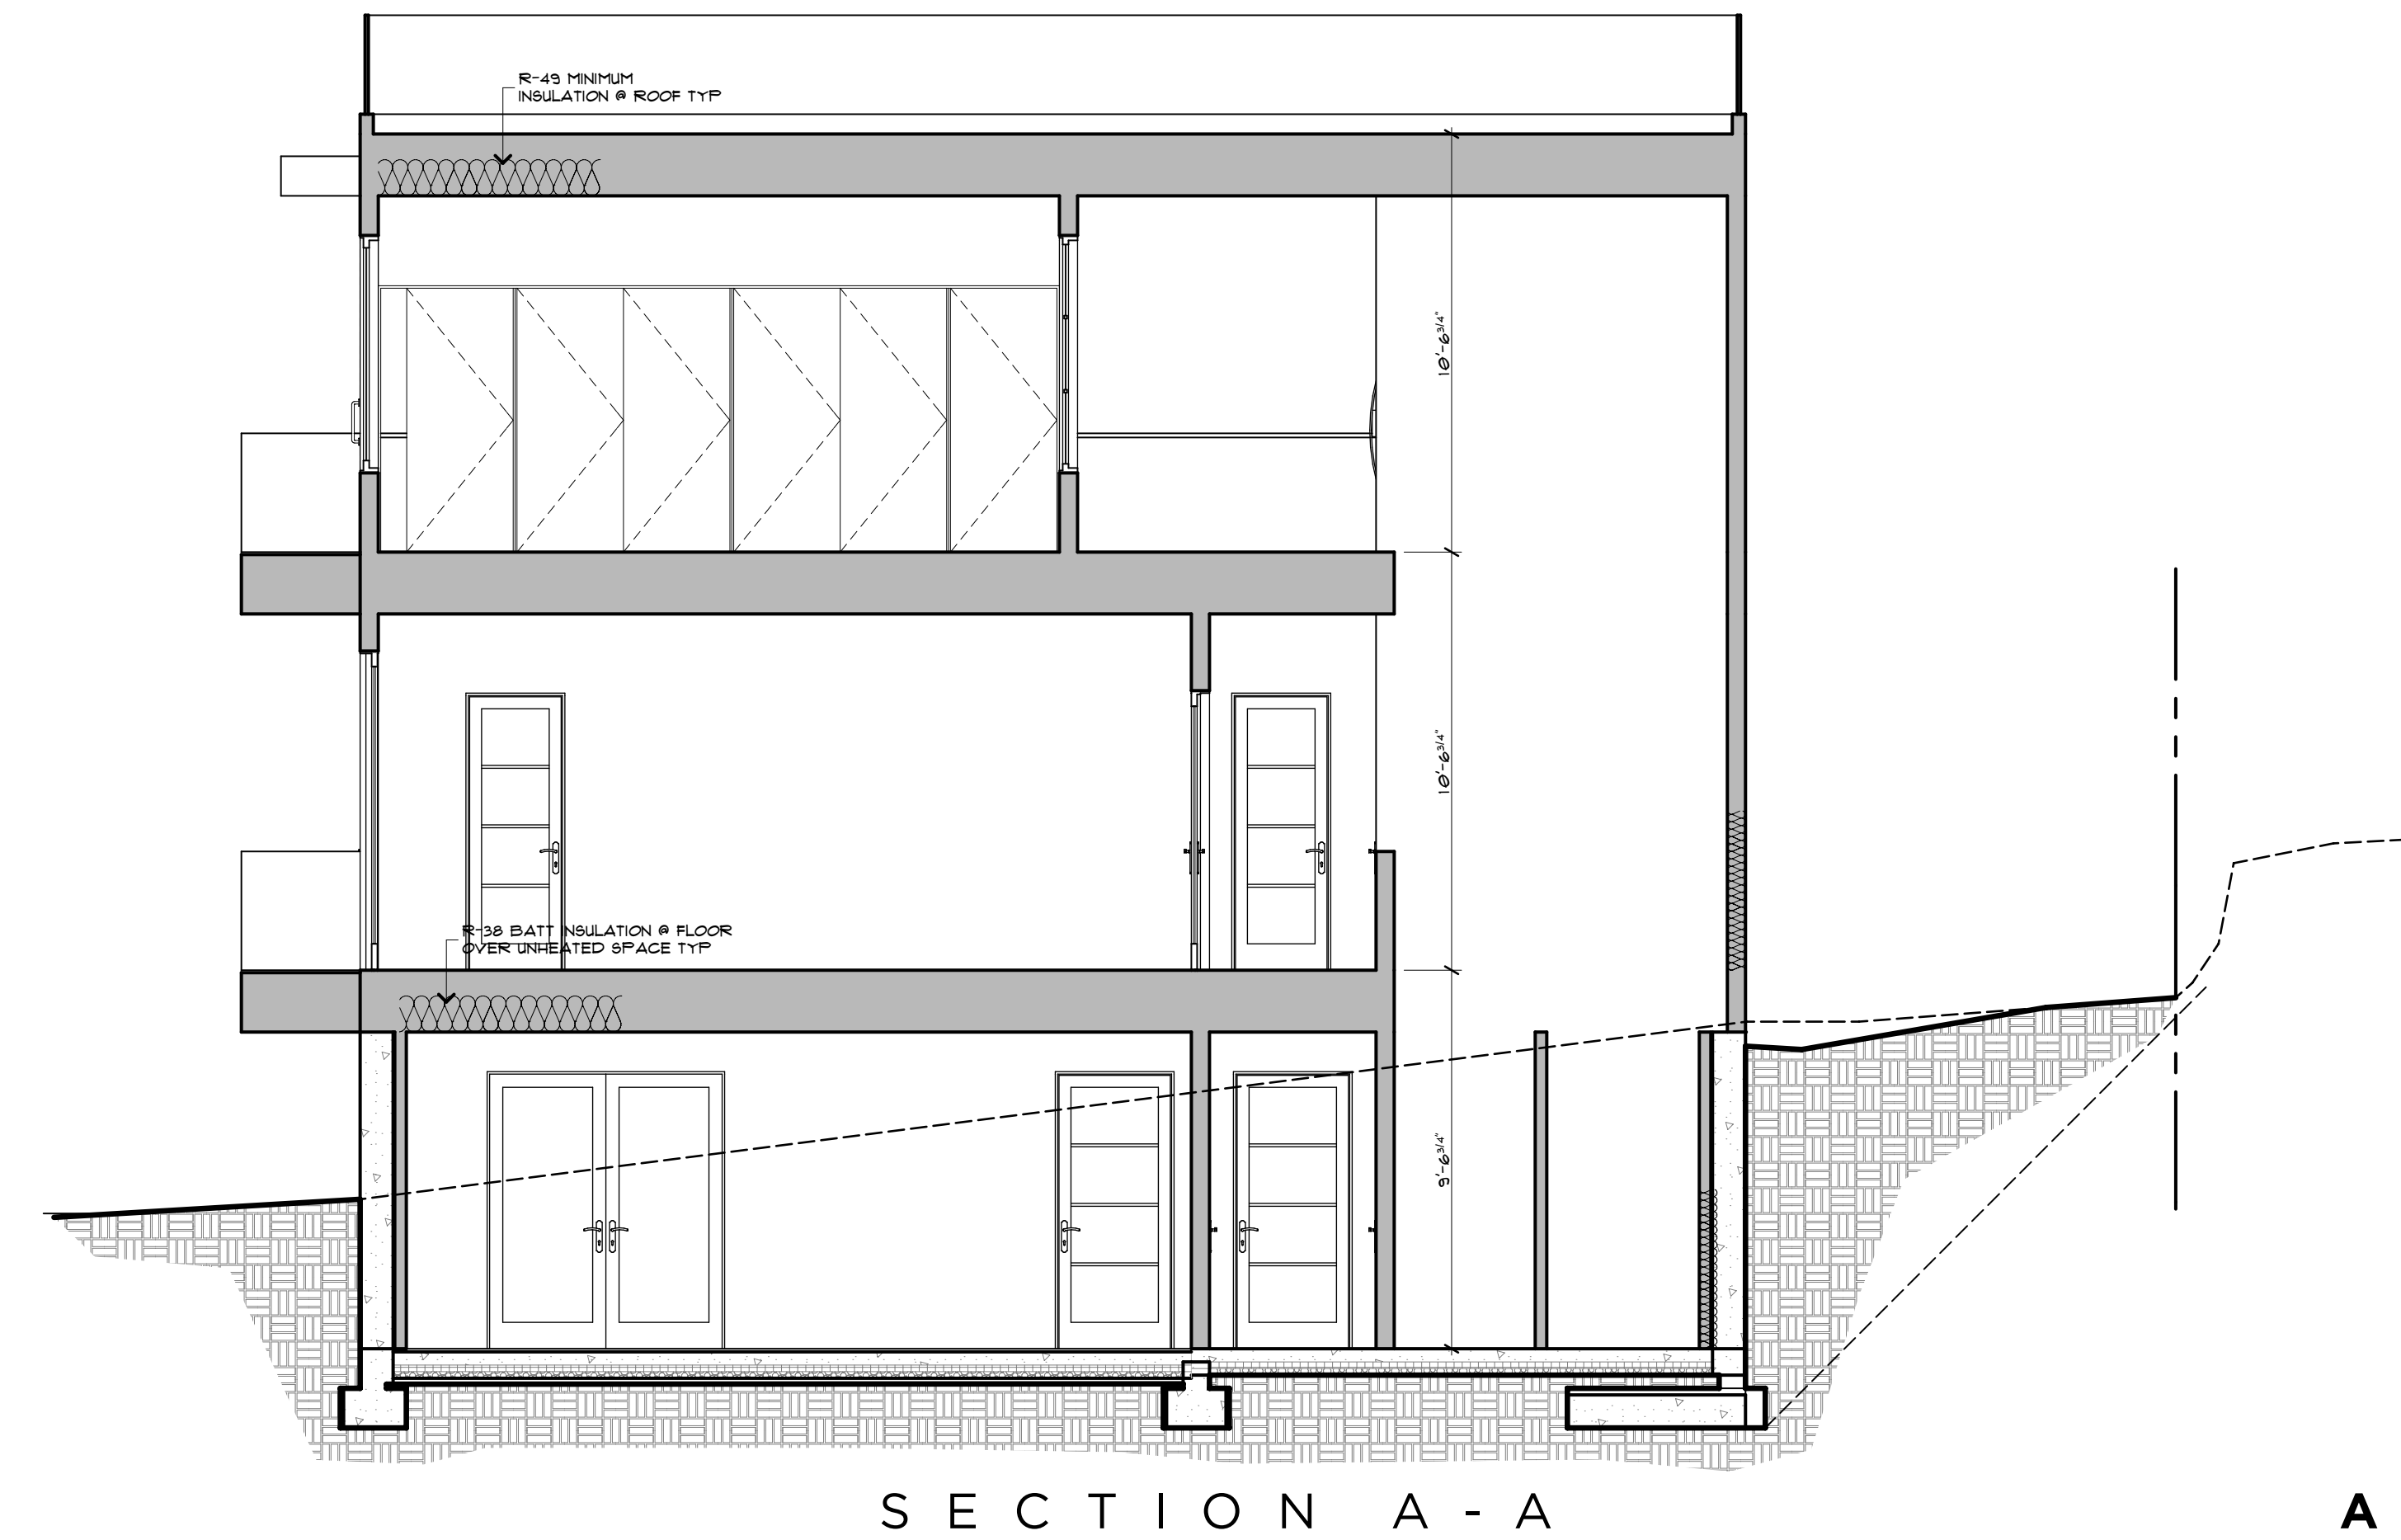 R-49 MINIMUM
INSULATION @ ROOF TYP
10'-6 3/4"
10'-6 3/4"
R-38 BATT INSULATION @ FLOOR
OVER UNHEATED SPACE TYP
9'-6 3/4"
SECTION A-A
A